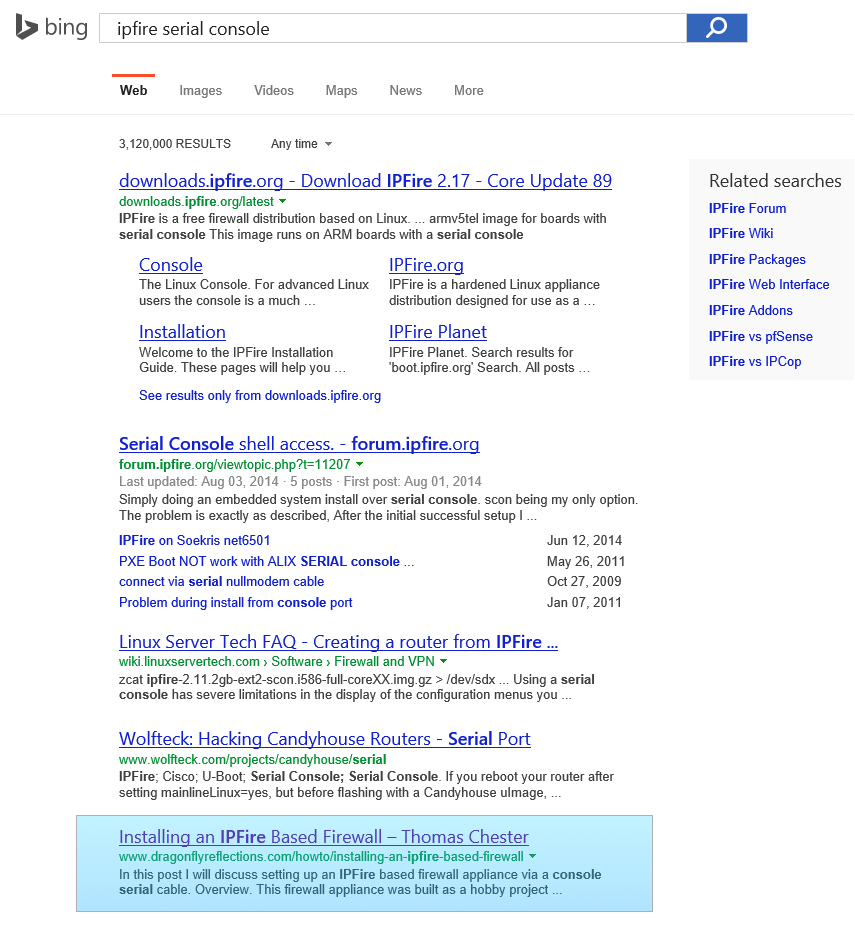 bing
ipfire serial console
Web Images Videos Maps News More
3,120,000 RESULTS Any time
downloads.ipfire.org - Download IPFire 2.17 - Core Update 89
downloads.ipfire.org/latest
IPFire is a free firewall distribution based on Linux. ... armv5tel image for boards with
serial console This image runs on ARM boards with a serial console
Console
The Linux Console. For advanced Linux
users the console is a much ...
IPFire.org
IPFire is a hardened Linux appliance
distribution designed for use as a ...
Installation
Welcome to the IPFire Installation
Guide. These pages will help you ...
IPFire Planet
IPFire Planet. Search results for
'boot.ipfire.org' Search. All posts ...
See results only from downloads.ipfire.org
Serial Console shell access. - forum.ipfire.org
forum.ipfire.org/viewtopic.php?t=11207
Last updated: Aug 03, 2014 · 5 posts · First post: Aug 01, 2014
Simply doing an embedded system install over serial console. scon being my only option.
The problem is exactly as described, After the initial successful setup I ...
IPFire on Soekris net6501 Jun 12, 2014
PXE Boot NOT work with ALIX SERIAL console ... May 26, 2011
connect via serial nullmodem cable Oct 27, 2009
Problem during install from console port Jan 07, 2011
Linux Server Tech FAQ - Creating a router from IPFire ...
wiki.linuxservertech.com › Software › Firewall and VPN
zcat ipfire-2.11.2gb-ext2-scon.i586-full-coreXX.img.gz > /dev/sdx ... Using a serial
console has severe limitations in the display of the configuration menus you ...
Wolfteck: Hacking Candyhouse Routers - Serial Port
www.wolfteck.com/projects/candyhouse/serial
IPFire; Cisco; U-Boot; Serial Console; Serial Console. If you reboot your router after
setting mainlineLinux=yes, but before flashing with a Candyhouse uImage, ...
Installing an IPFire Based Firewall – Thomas Chester
www.dragonflyreflections.com/howto/installing-an-ipfire-based-firewall
In this post I will discuss setting up an IPFire based firewall appliance via a console
serial cable. Overview. This firewall appliance was built as a hobby project ...
Related searches
IPFire Forum
IPFire Wiki
IPFire Packages
IPFire Web Interface
IPFire Addons
IPFire vs pfSense
IPFire vs IPCop